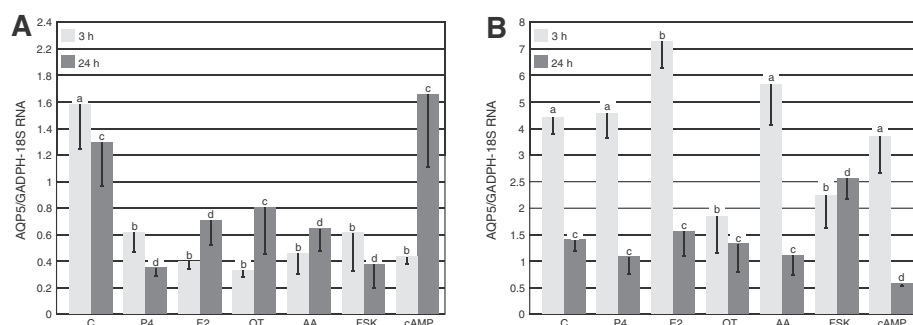 A
AQP5/GADPH-18S RNA
2.4
2.2
1.8
1.6
1.4
1.2
1
0.8
0.6
0.4
0.2
0
3 h
24 h
a c b d b d b c b d b d b c
C P4 E2 OT AA FSK cAMP
B
AQP5/GADPH-18S RNA
8
7
6
5
4
3
2.5
2
1.5
1
0.5
0
3 h
24 h
a c a d b c b c a c b d a d
C P4 E2 OT AA FSK cAMP